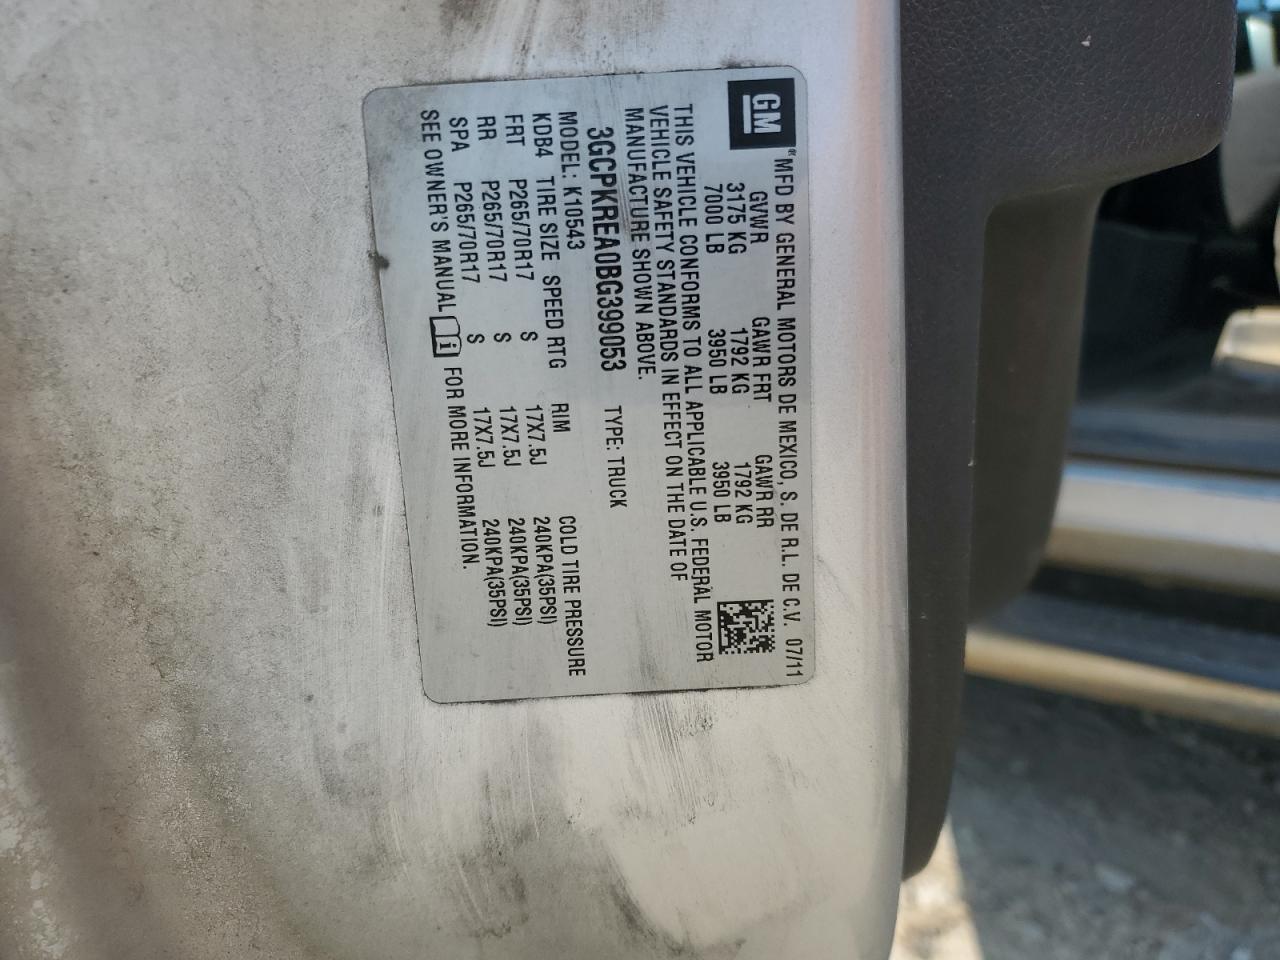 GM
® MFD BY GENERAL MOTORS DE MEXICO, S. DE R.L. DE C.V. 07/11
GVWR GAWR FRT GAWR RR
3175 KG 1792 KG 1792 KG
7000 LB 3950 LB 3950 LB
THIS VEHICLE CONFORMS TO ALL APPLICABLE U.S. FEDERAL MOTOR
VEHICLE SAFETY STANDARDS IN EFFECT ON THE DATE OF
MANUFACTURE SHOWN ABOVE.
3GCPKREA0BG399053 TYPE: TRUCK
MODEL: K10543
KDB4 TIRE SIZE SPEED RTG RIM COLD TIRE PRESSURE
FRT P265/70R17 S 17X7.5J 240KPA(35PSI)
RR P265/70R17 S 17X7.5J 240KPA(35PSI)
SPA P265/70R17 S 17X7.5J 240KPA(35PSI)
SEE OWNER'S MANUAL i FOR MORE INFORMATION.